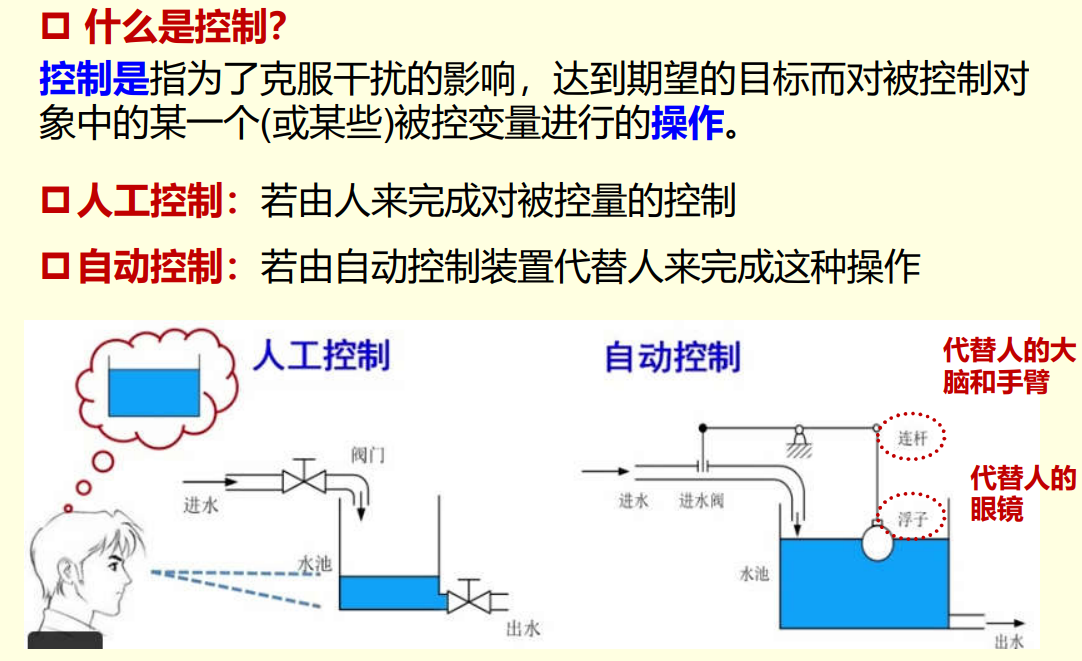 什么是控制？
控制是指为了克服干扰的影响，达到期望的目标而对被控制对
象中的某一个(或某些)被控变量进行的操作。
人工控制：若由人来完成对被控量的控制
自动控制：若由自动控制装置代替人来完成这种操作
人工控制
阀门
进水
水池
出水
自动控制
代替人的大
脑和手臂
连杆
代替人的
眼镜
进水
进水阀
浮子
水池
出水